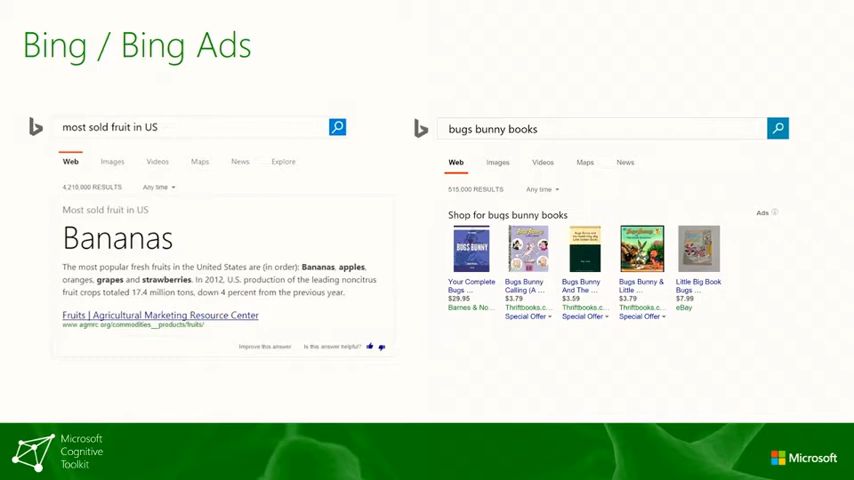 Bing / Bing Ads
most sold fruit in US
Web Images Videos Maps News Explore
4,210,000 RESULTS Any time
Most sold fruit in US
Bananas
The most popular fresh fruits in the United States are (in order): Bananas, apples,
oranges, grapes and strawberries. In 2012, U.S. production of the leading noncitrus
fruit crops totaled 17.4 million tons, down 4 percent from the previous year.
Fruits | Agricultural Marketing Resource Center
www.agmrc.org/commodities__products/fruits/
Improve this answer Is this answer helpful?
bugs bunny books
Web Images Videos Maps News
515,000 RESULTS Any time
Shop for bugs bunny books Ads
BUGS BUNNY
Your Complete Bugs Bunny Bugs Bunny Bugs Bunny & Little Big Book
Bugs ... Calling (A ... And The ... Little ... Bugs ...
$29.95 $3.79 $3.59 $3.79 $7.99
Barnes & No... Thriftbooks.c... Thriftbooks.c... Thriftbooks.c... eBay
Special Offer Special Offer Special Offer
Microsoft
Cognitive
Toolkit
Microsoft